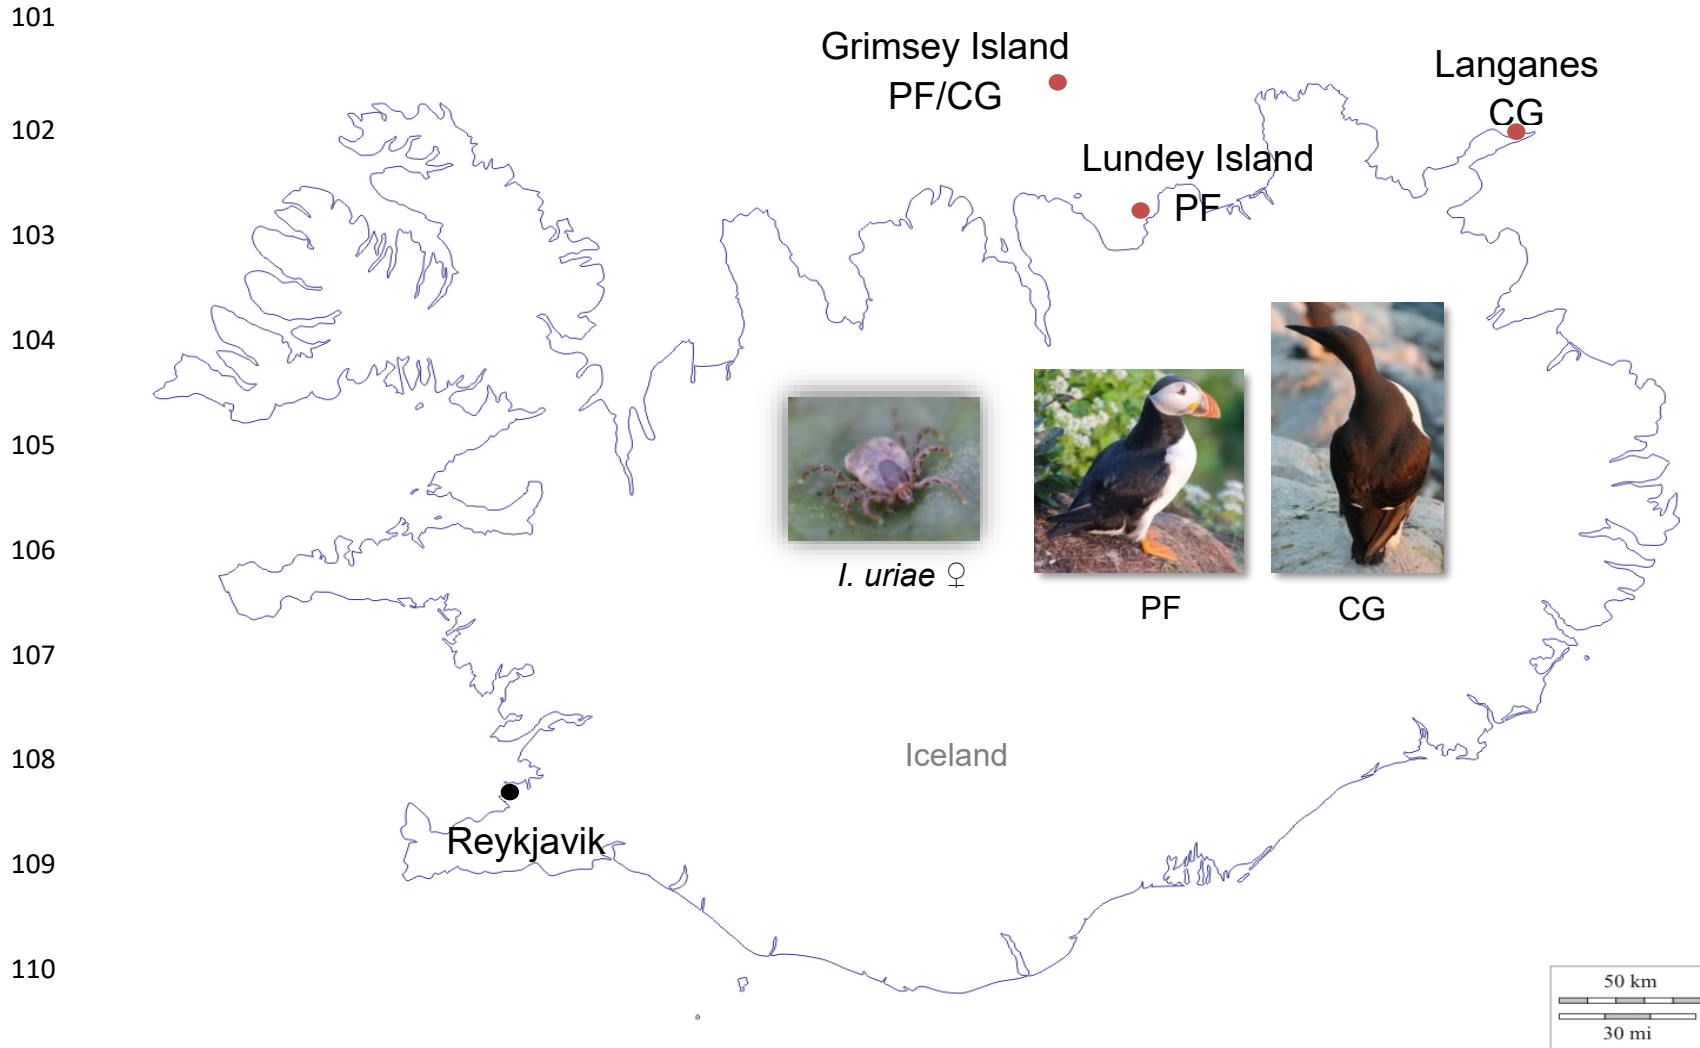 101
Grimsey Island
PF/CG
Langanes
CG
102
Lundey Island
PF
103
104
105
106
I. uriae ♀
PF
CG
107
108
Iceland
Reykjavik
109
110
50 km
30 mi